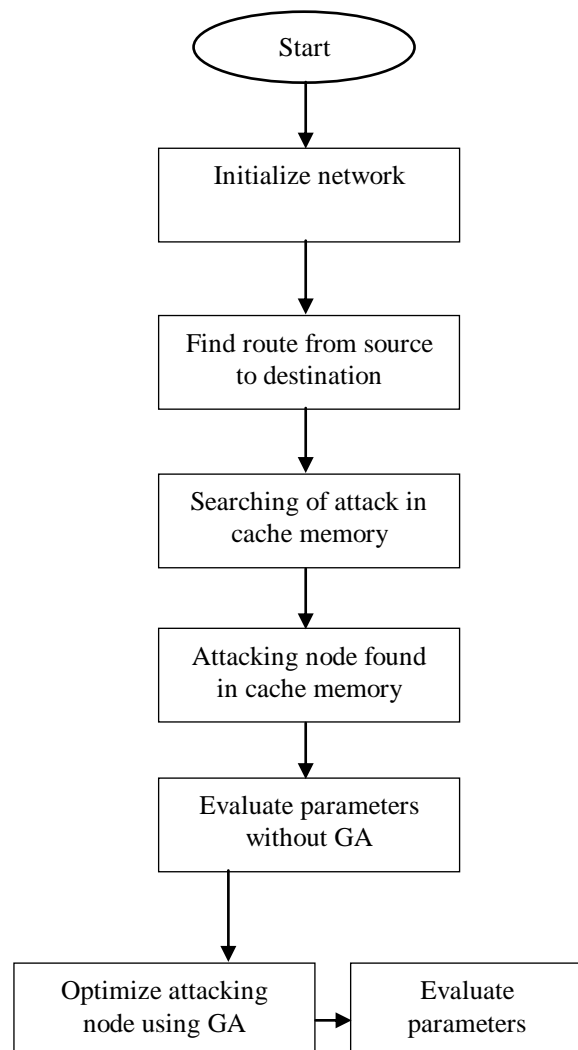 Start
Initialize network
Find route from source
to destination
Searching of attack in
cache memory
Attacking node found
in cache memory
Evaluate parameters
without GA
Optimize attacking
node using GA
Evaluate
parameters